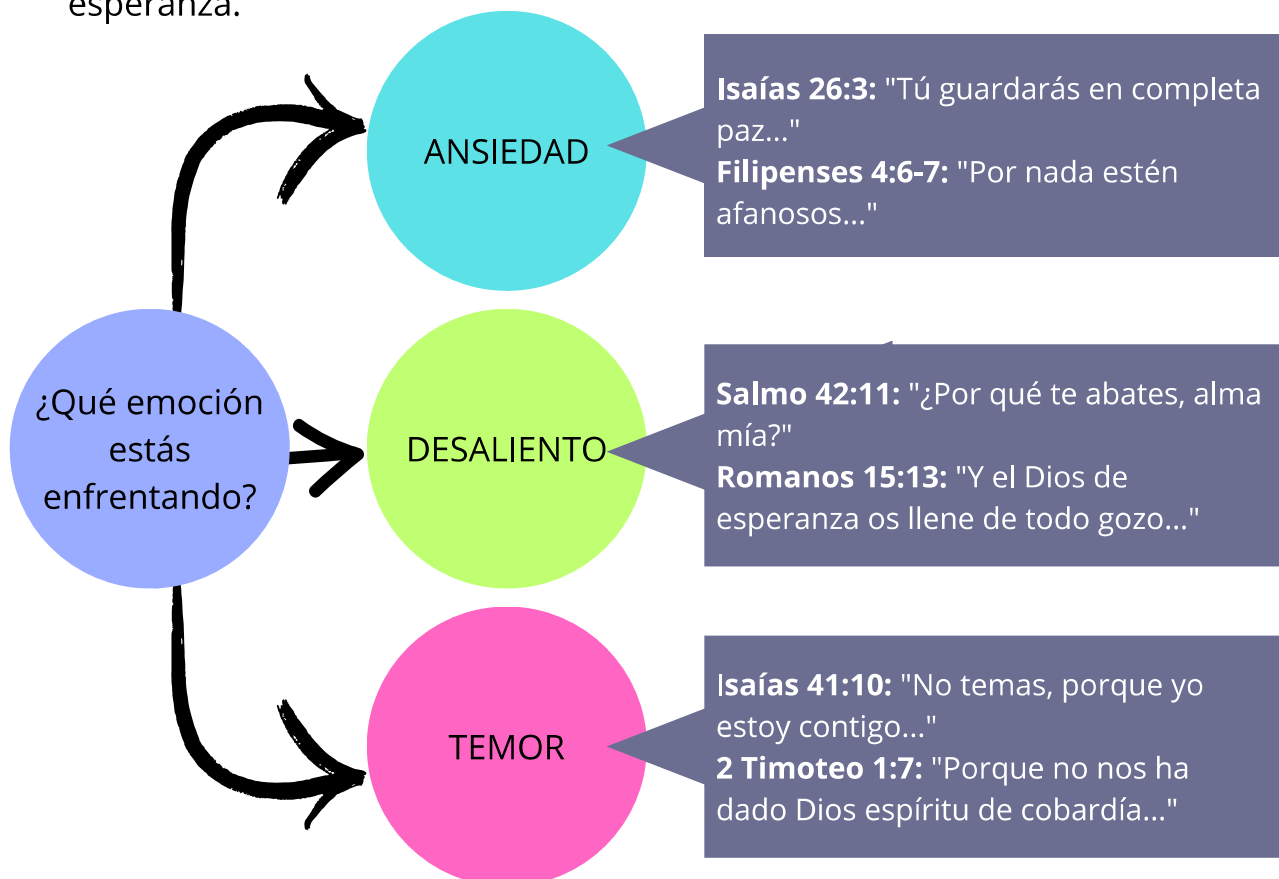 esperanza.
ANSIEDAD
Isaías 26:3: "Tú guardarás en completa
paz..."
Filipenses 4:6-7: "Por nada estén
afanosos..."
¿Qué emoción
estás
enfrentando?
DESALIENTO
Salmo 42:11: "¿Por qué te abates, alma
mía?"
Romanos 15:13: "Y el Dios de
esperanza os llene de todo gozo..."
TEMOR
Isaías 41:10: "No temas, porque yo
estoy contigo..."
2 Timoteo 1:7: "Porque no nos ha
dado Dios espíritu de cobardía..."